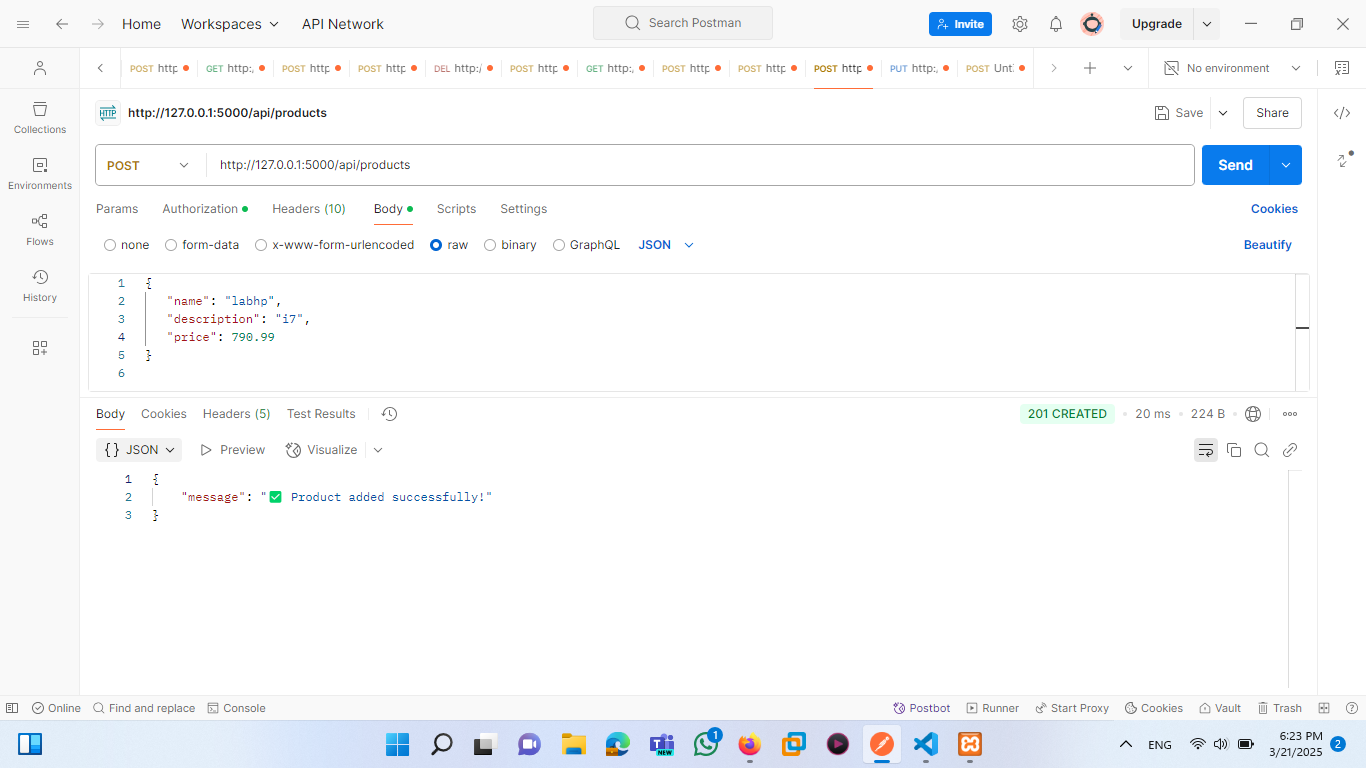 Home Workspaces API Network Search Postman Invite Upgrade
POST http GET http:, POST http POST http DEL http:/ POST http GET http:, POST http POST http POST http PUT http:, POST Unt No environment
HTTP http://127.0.0.1:5000/api/products Save Share
Collections
POST http://127.0.0.1:5000/api/products Send
Environments
Params Authorization Headers (10) Body Scripts Settings Cookies
Flows
none form-data x-www-form-urlencoded raw binary GraphQL JSON Beautify
History
1 {
2 "name": "labhp",
3 "description": "i7",
4 "price": 790.99
5 }
6
Body Cookies Headers (5) Test Results 201 CREATED • 20 ms • 224 B
{} JSON Preview Visualize
1 {
2 "message": "✅ Product added successfully!"
3 }
Online Find and replace Console Postbot Runner Start Proxy Cookies Vault Trash
NEW 1 ENG 6:23 PM
3/21/2025 2